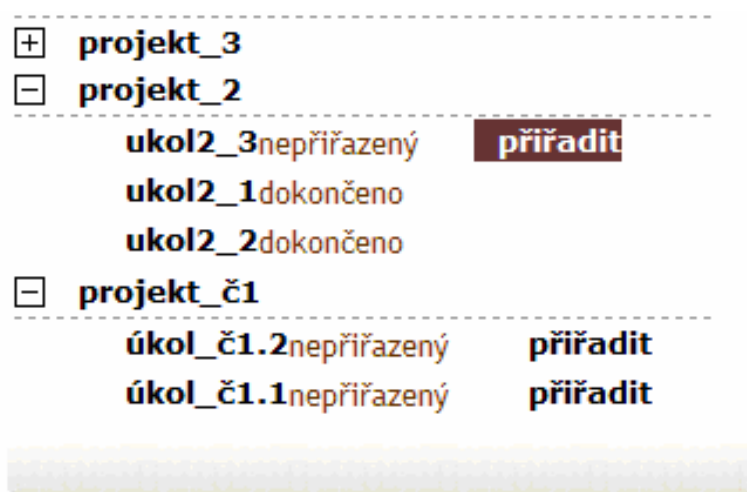 projekt_3
projekt_2
ukol2_3nepřiřazený přiřadit
ukol2_1dokončeno
ukol2_2dokončeno
projekt_č1
úkol_č1.2nepřiřazený přiřadit
úkol_č1.1nepřiřazený přiřadit